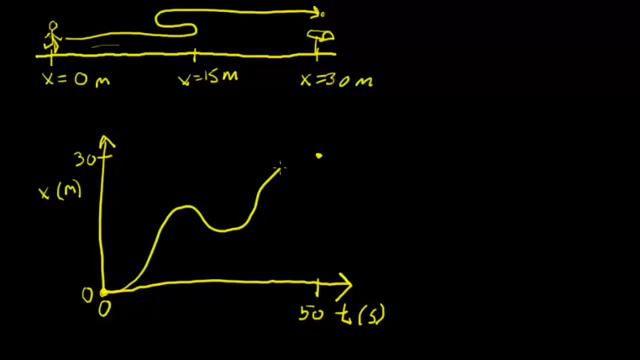 x = 0 m x = 15 m x = 30 m
30
x (m)
0
0 50 t (s)